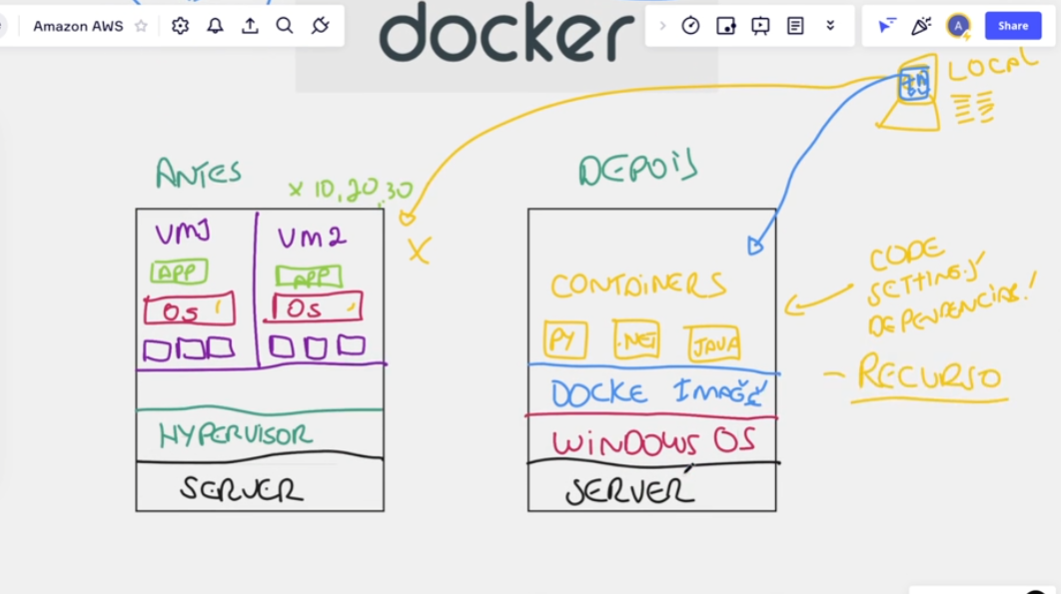 Amazon AWS
A
Share
docker
LOCAL
ANTES
x 10, 20, 30
VM1
VM2
APP
APP
OS
OS
HYPERVISOR
SERVER
X
DEPOIS
CONTAINERS
PY
.NET
JAVA
DOCKE IMAGE
WINDOWS OS
SERVER
CODE
SETTINGS
DEPENDENCIAS!
- RECURSO